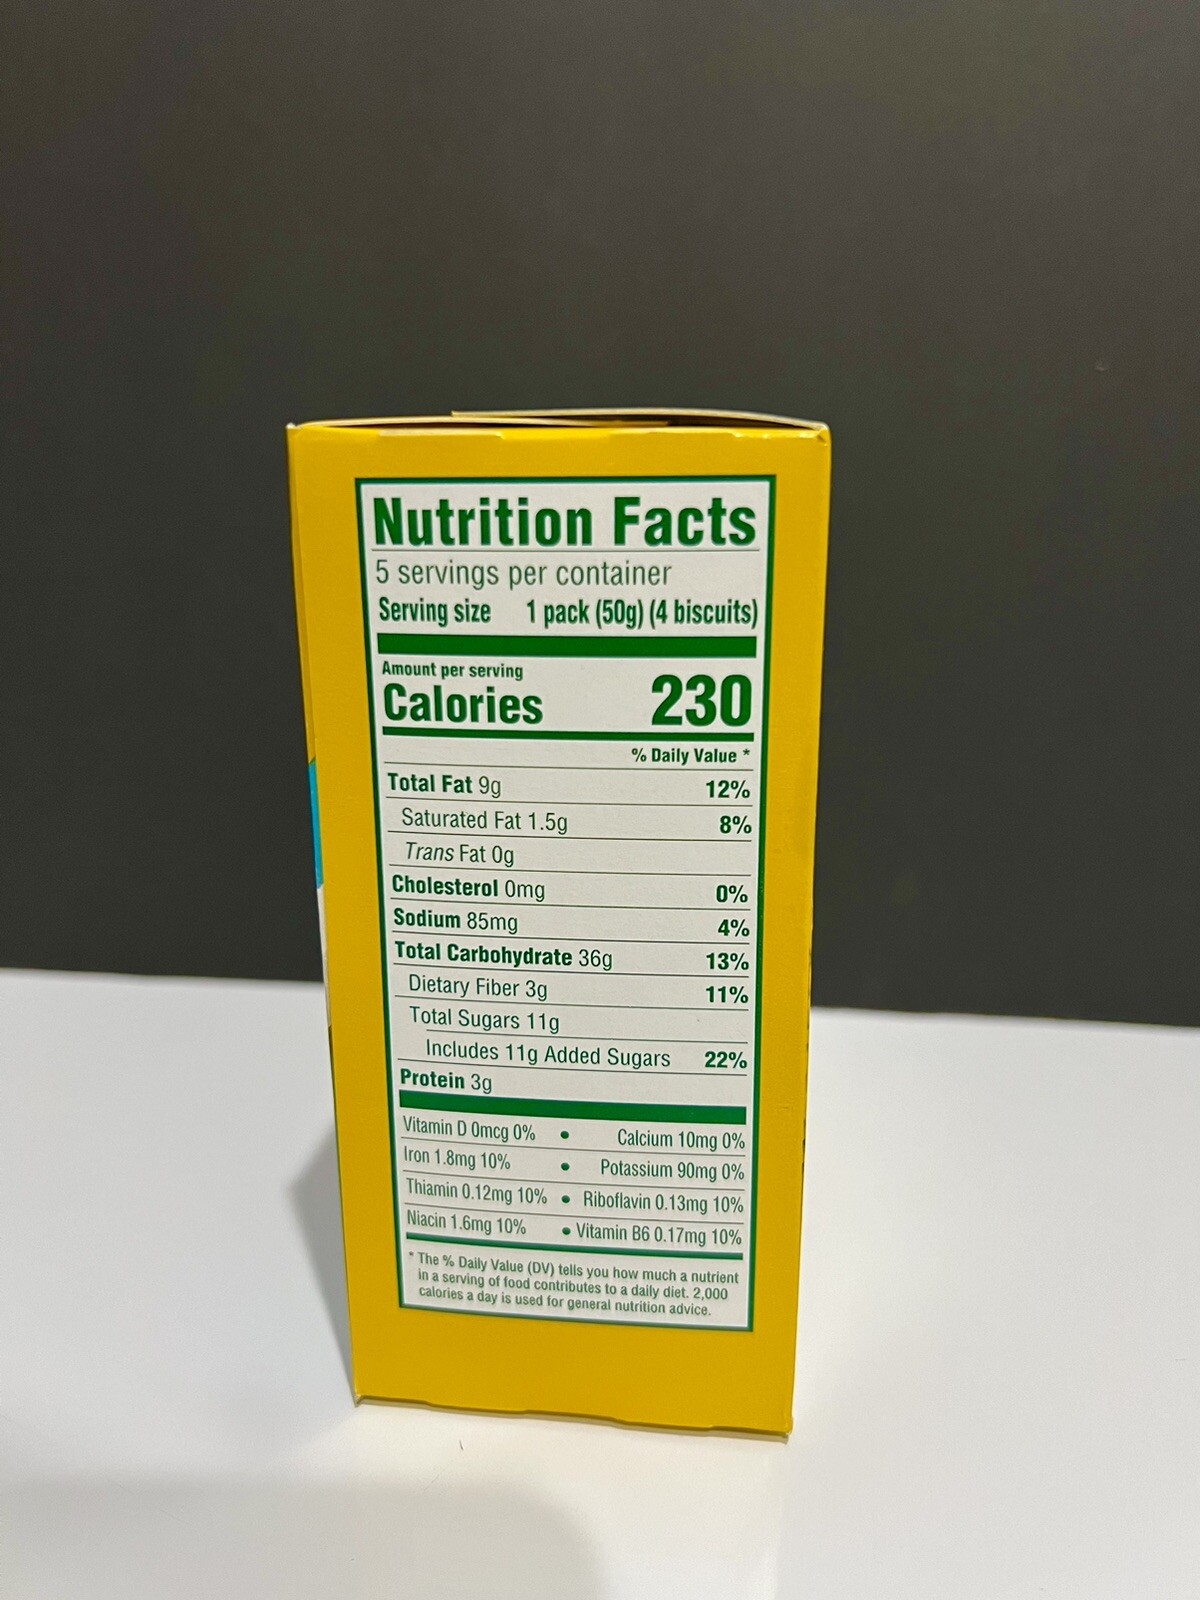 Nutrition Facts
5 servings per container
Serving size 1 pack (50g) (4 biscuits)
Amount per serving
Calories 230
% Daily Value *
Total Fat 9g 12%
Saturated Fat 1.5g 8%
Trans Fat 0g
Cholesterol 0mg 0%
Sodium 85mg 4%
Total Carbohydrate 36g 13%
Dietary Fiber 3g 11%
Total Sugars 11g
Includes 11g Added Sugars 22%
Protein 3g
Vitamin D 0mcg 0% • Calcium 10mg 0%
Iron 1.8mg 10% • Potassium 90mg 0%
Thiamin 0.12mg 10% • Riboflavin 0.13mg 10%
Niacin 1.6mg 10% • Vitamin B6 0.17mg 10%
* The % Daily Value (DV) tells you how much a nutrient
in a serving of food contributes to a daily diet. 2,000
calories a day is used for general nutrition advice.